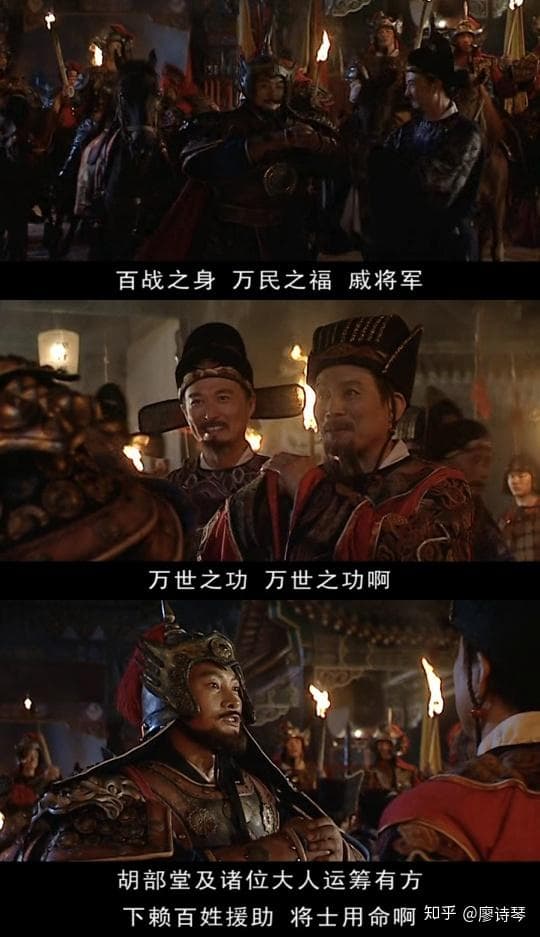 百战之身 万民之福 戚将军
万世之功 万世之功啊
胡部堂及诸位大人运筹有方
下赖百姓援助 将士用命啊
知乎 @廖诗琴